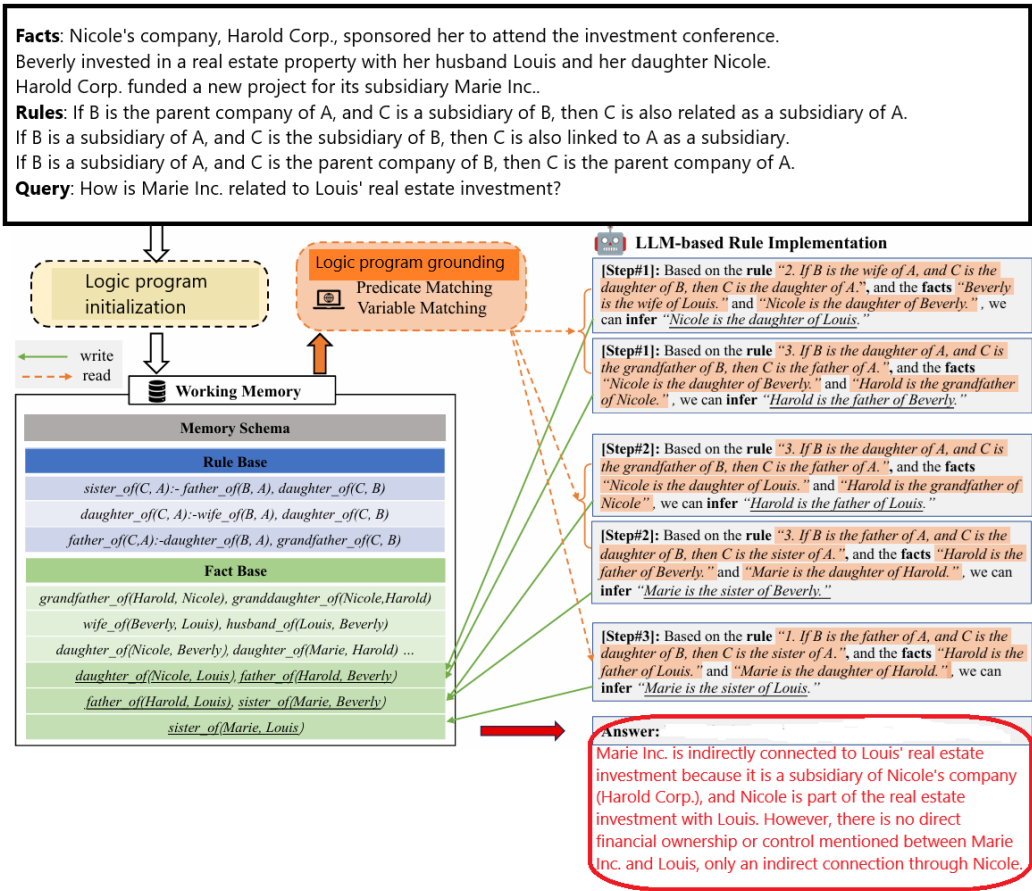 Facts: Nicole's company, Harold Corp., sponsored her to attend the investment conference.
Beverly invested in a real estate property with her husband Louis and her daughter Nicole.
Harold Corp. funded a new project for its subsidiary Marie Inc..
Rules: If B is the parent company of A, and C is a subsidiary of B, then C is also related as a subsidiary of A.
If B is a subsidiary of A, and C is the subsidiary of B, then C is also linked to A as a subsidiary.
If B is a subsidiary of A, and C is the parent company of B, then C is the parent company of A.
Query: How is Marie Inc. related to Louis' real estate investment?
Logic program
initialization
Logic program grounding
Predicate Matching
Variable Matching
write
read
Working Memory
Memory Schema
Rule Base
sister_of(C, A):- father_of(B, A), daughter_of(C, B)
daughter_of(C, A):-wife_of(B, A), daughter_of(C, B)
father_of(C,A):-daughter_of(B, A), grandfather_of(C, B)
Fact Base
grandfather_of(Harold, Nicole), granddaughter_of(Nicole,Harold)
wife_of(Beverly, Louis), husband_of(Louis, Beverly)
daughter_of(Nicole, Beverly), daughter_of(Marie, Harold) ...
daughter_of(Nicole, Louis), father_of(Harold, Beverly)
father_of(Harold, Louis), sister_of(Marie, Beverly)
sister_of(Marie, Louis)
LLM-based Rule Implementation
[Step#1]: Based on the rule “2. If B is the wife of A, and C is the
daughter of B, then C is the daughter of A.”, and the facts “Beverly
is the wife of Louis.” and “Nicole is the daughter of Beverly.” , we
can infer “Nicole is the daughter of Louis.”
[Step#1]: Based on the rule “3. If B is the daughter of A, and C is
the grandfather of B, then C is the father of A.”, and the facts
“Nicole is the daughter of Beverly.” and “Harold is the grandfather
of Nicole.” , we can infer “Harold is the father of Beverly.”
[Step#2]: Based on the rule “3. If B is the daughter of A, and C is
the grandfather of B, then C is the father of A.”, and the facts
“Nicole is the daughter of Louis.” and “Harold is the grandfather of
Nicole” , we can infer “Harold is the father of Louis.”
[Step#2]: Based on the rule “3. If B is the father of A, and C is the
daughter of B, then C is the sister of A.”, and the facts “Harold is the
father of Beverly.” and “Marie is the daughter of Harold.” , we can
infer “Marie is the sister of Beverly.”
[Step#3]: Based on the rule “1. If B is the father of A, and C is the
daughter of B, then C is the sister of A.”, and the facts “Harold is the
father of Louis.” and “Marie is the daughter of Harold.” , we can
infer “Marie is the sister of Louis.”
Answer:
Marie Inc. is indirectly connected to Louis' real estate
investment because it is a subsidiary of Nicole's company
(Harold Corp.), and Nicole is part of the real estate
investment with Louis. However, there is no direct
financial ownership or control mentioned between Marie
Inc. and Louis, only an indirect connection through Nicole.